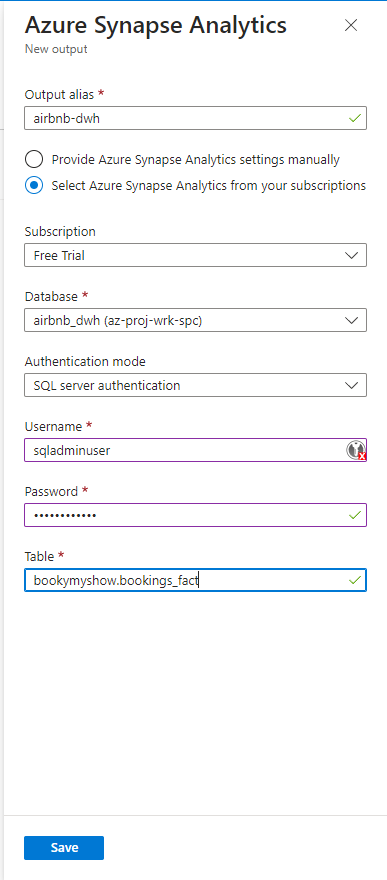 Azure Synapse Analytics
New output
Output alias *
airbnb-dwh
Provide Azure Synapse Analytics settings manually
Select Azure Synapse Analytics from your subscriptions
Subscription
Free Trial
Database *
airbnb_dwh (az-proj-wrk-spc)
Authentication mode
SQL server authentication
Username *
sqladminuser
Password *
••••••••••••
Table *
bookymyshow.bookings_fact
Save